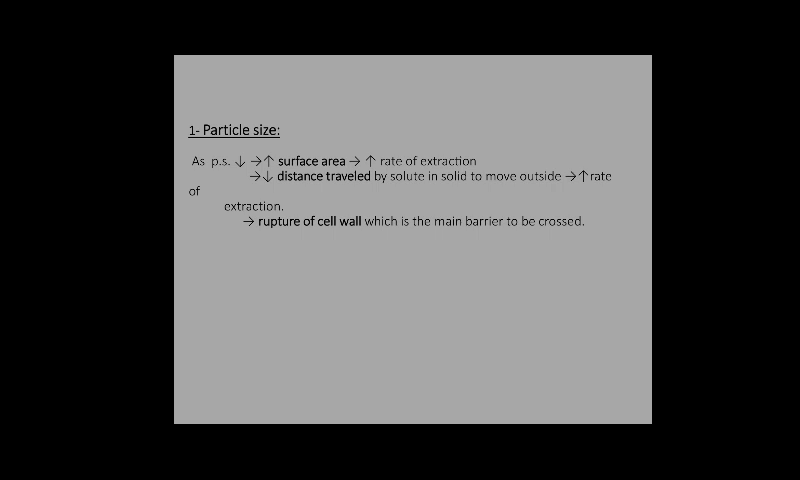 1- Particle size:
As p.s. ↓ →↑ surface area → ↑ rate of extraction
→↓ distance traveled by solute in solid to move outside →↑rate
of
extraction.
→ rupture of cell wall which is the main barrier to be crossed.